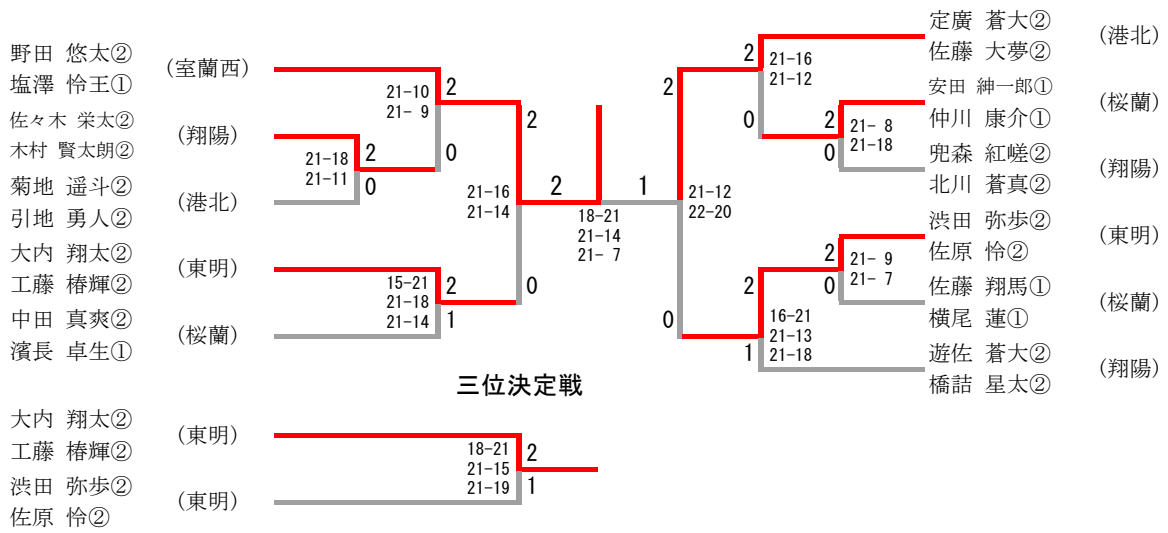 野田 悠太②
塩澤 怜王①
(室蘭西)
佐々木 栄太②
木村 賢太朗②
(翔陽)
菊地 遥斗②
引地 勇人②
(港北)
大内 翔太②
工藤 椿輝②
(東明)
中田 真爽②
濱長 卓生①
(桜蘭)
21-10
21- 9
2
0
21-18
21-11
2
0
15-21
21-18
21-14
2
1
21-16
21-14
2
0
2
18-21
21-14
21- 7
1
21-12
22-20
2
0
21-16
21-12
2
0
21- 8
21-18
2
0
21- 9
21- 7
2
0
16-21
21-13
21-18
2
1
定廣 蒼大②
佐藤 大夢②
(港北)
安田 紳一郎①
仲川 康介①
(桜蘭)
兜森 紅嵯②
北川 蒼真②
(翔陽)
渋田 弥歩②
佐原 怜②
(東明)
佐藤 翔馬①
横尾 蓮①
(桜蘭)
遊佐 蒼大②
橋詰 星太②
(翔陽)
三位決定戦
大内 翔太②
工藤 椿輝②
(東明)
渋田 弥歩②
佐原 怜②
(東明)
18-21
21-15
21-19
2
1